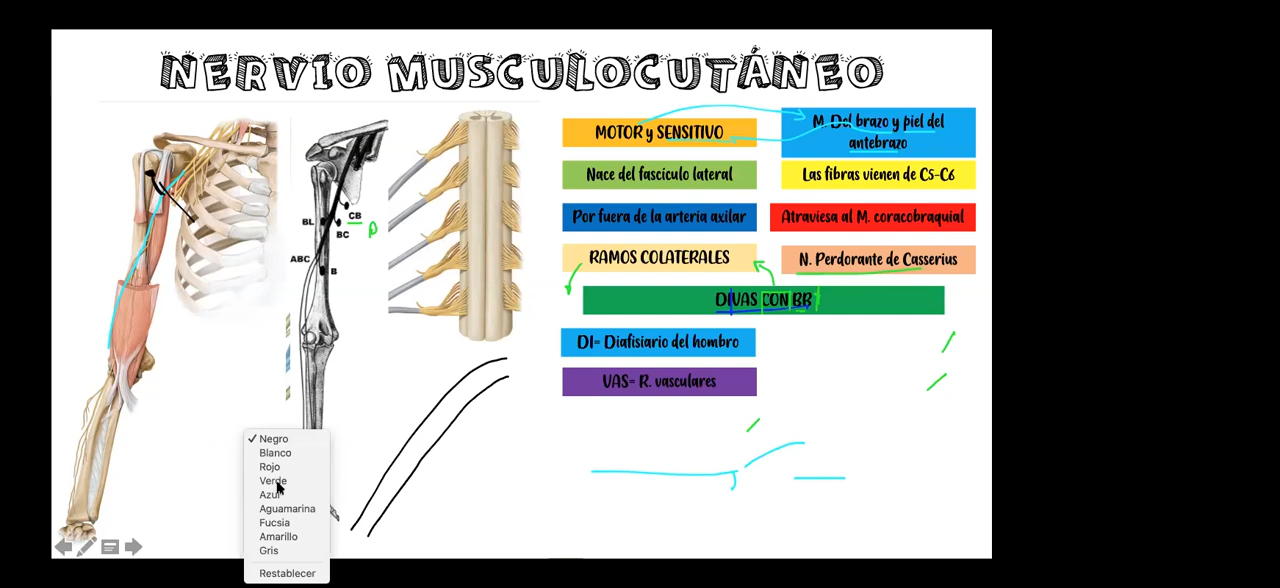 NERVIO MUSCULOCUTÁNEO
MOTOR y SENSITIVO
M. Del brazo y piel del
antebrazo
Nace del fascículo lateral
Las fibras vienen de C5-C6
Por fuera de la arteria axilar
Atraviesa al M. coracobraquial
RAMOS COLATERALES
N. Perdorante de Casserius
DIVAS CON BB
DI= Diafisiario del hombro
VAS= R. vasculares
BL
CB
BC
ABC
B
Negro
Blanco
Rojo
Verde
Azul
Aguamarina
Fucsia
Amarillo
Gris
Restablecer